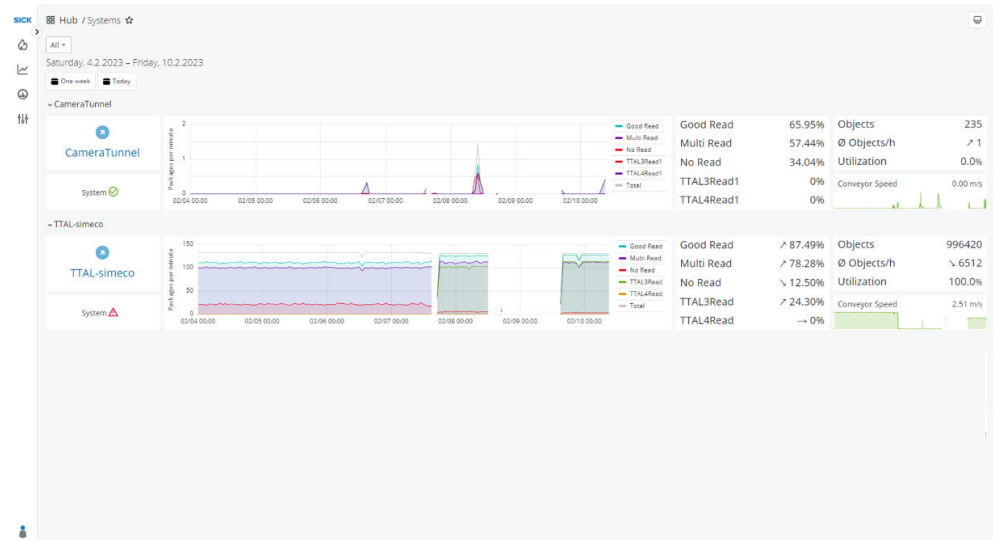 SICK
Hub / Systems
All
Saturday, 4.2.2023 – Friday, 10.2.2023
One week Today
CameraTunnel
CameraTunnel
System
Packages per minute
2
1
0
02/04 00:00 02/05 00:00 02/06 00:00 02/07 00:00 02/08 00:00 02/09 00:00 02/10 00:00
Good Read
Multi Read
No Read
TTAL3Read1
TTAL4Read1
Total
Good Read 65.95%
Multi Read 57.44%
No Read 34.04%
TTAL3Read1 0%
TTAL4Read1 0%
Objects 235
Ø Objects/h ↗ 1
Utilization 0.0%
Conveyor Speed 0.00 m/s
TTAL-simeco
TTAL-simeco
System
Packages per minute
150
100
50
0
02/04 00:00 02/05 00:00 02/06 00:00 02/07 00:00 02/08 00:00 02/09 00:00 02/10 00:00
Good Read
Multi Read
No Read
TTAL3Read
TTAL4Read
Total
Good Read ↗ 87.49%
Multi Read ↗ 78.28%
No Read ↘ 12.50%
TTAL3Read ↗ 24.30%
TTAL4Read → 0%
Objects 996420
Ø Objects/h ↘ 6512
Utilization 100.0%
Conveyor Speed 2.51 m/s